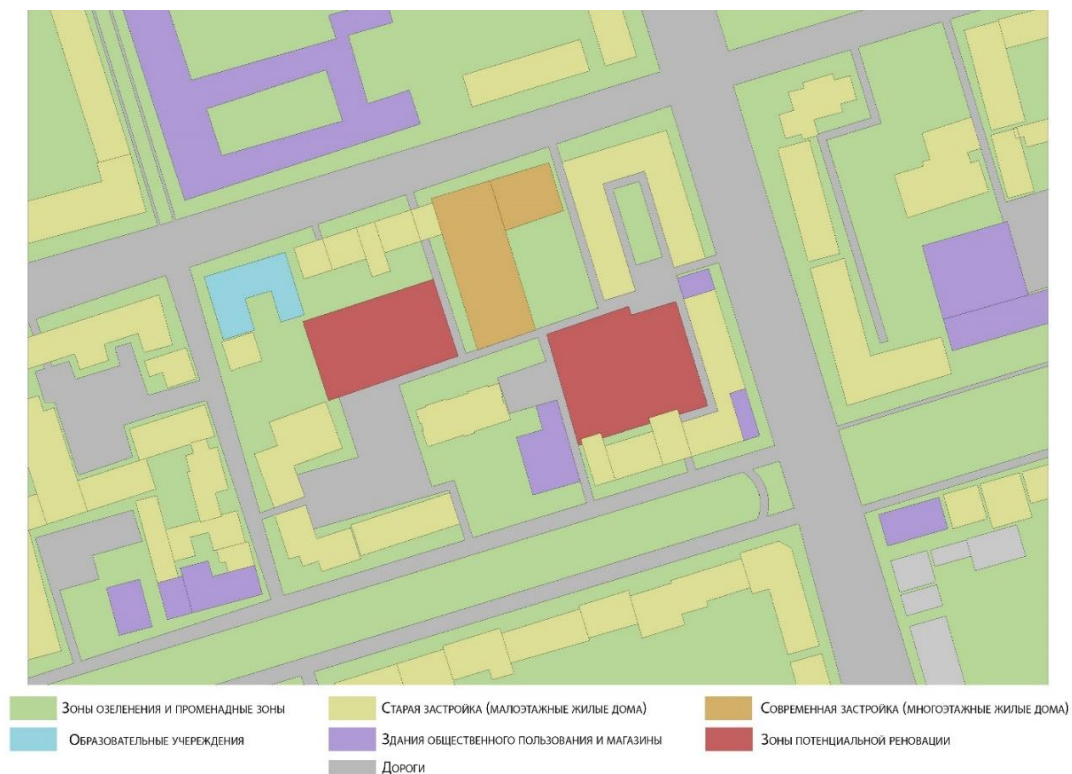 Зоны озеленения и променадные зоны
Старая застройка (малоэтажные жилые дома)
Современная застройка (многоэтажные жилые дома)
Образовательные учереждения
Здания общественного пользования и магазины
Зоны потенциальной реновации
Дороги